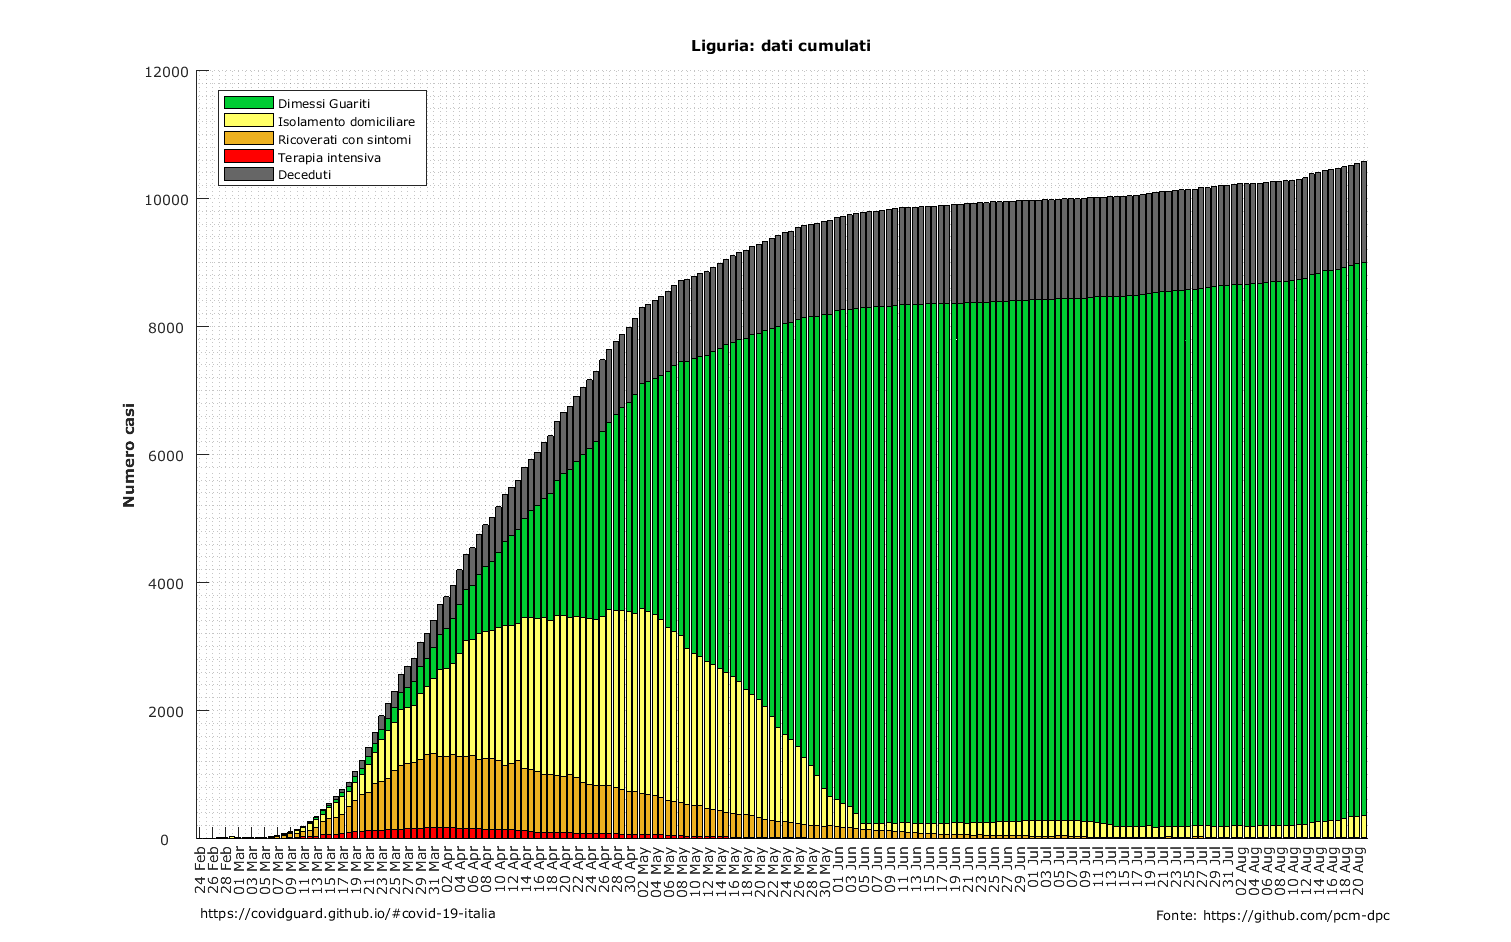 Liguria: dati cumulati
12000
10000
8000
6000
4000
2000
0
Numero casi
Dimessi Guariti
Isolamento domiciliare
Ricoverati con sintomi
Terapia intensiva
Deceduti
24 Feb
26 Feb
28 Feb
01 Mar
03 Mar
05 Mar
07 Mar
09 Mar
11 Mar
13 Mar
15 Mar
17 Mar
19 Mar
21 Mar
23 Mar
25 Mar
27 Mar
29 Mar
31 Mar
02 Apr
04 Apr
06 Apr
08 Apr
10 Apr
12 Apr
14 Apr
16 Apr
18 Apr
20 Apr
22 Apr
24 Apr
26 Apr
28 Apr
30 Apr
02 May
04 May
06 May
08 May
10 May
12 May
14 May
16 May
18 May
20 May
22 May
24 May
26 May
28 May
30 May
01 Jun
03 Jun
05 Jun
07 Jun
09 Jun
11 Jun
13 Jun
15 Jun
17 Jun
19 Jun
21 Jun
23 Jun
25 Jun
27 Jun
29 Jun
01 Jul
03 Jul
05 Jul
07 Jul
09 Jul
11 Jul
13 Jul
15 Jul
17 Jul
19 Jul
21 Jul
23 Jul
25 Jul
27 Jul
29 Jul
31 Jul
02 Aug
04 Aug
06 Aug
08 Aug
10 Aug
12 Aug
14 Aug
16 Aug
18 Aug
20 Aug
https://covidguard.github.io/#covid-19-italia
Fonte: https://github.com/pcm-dpc